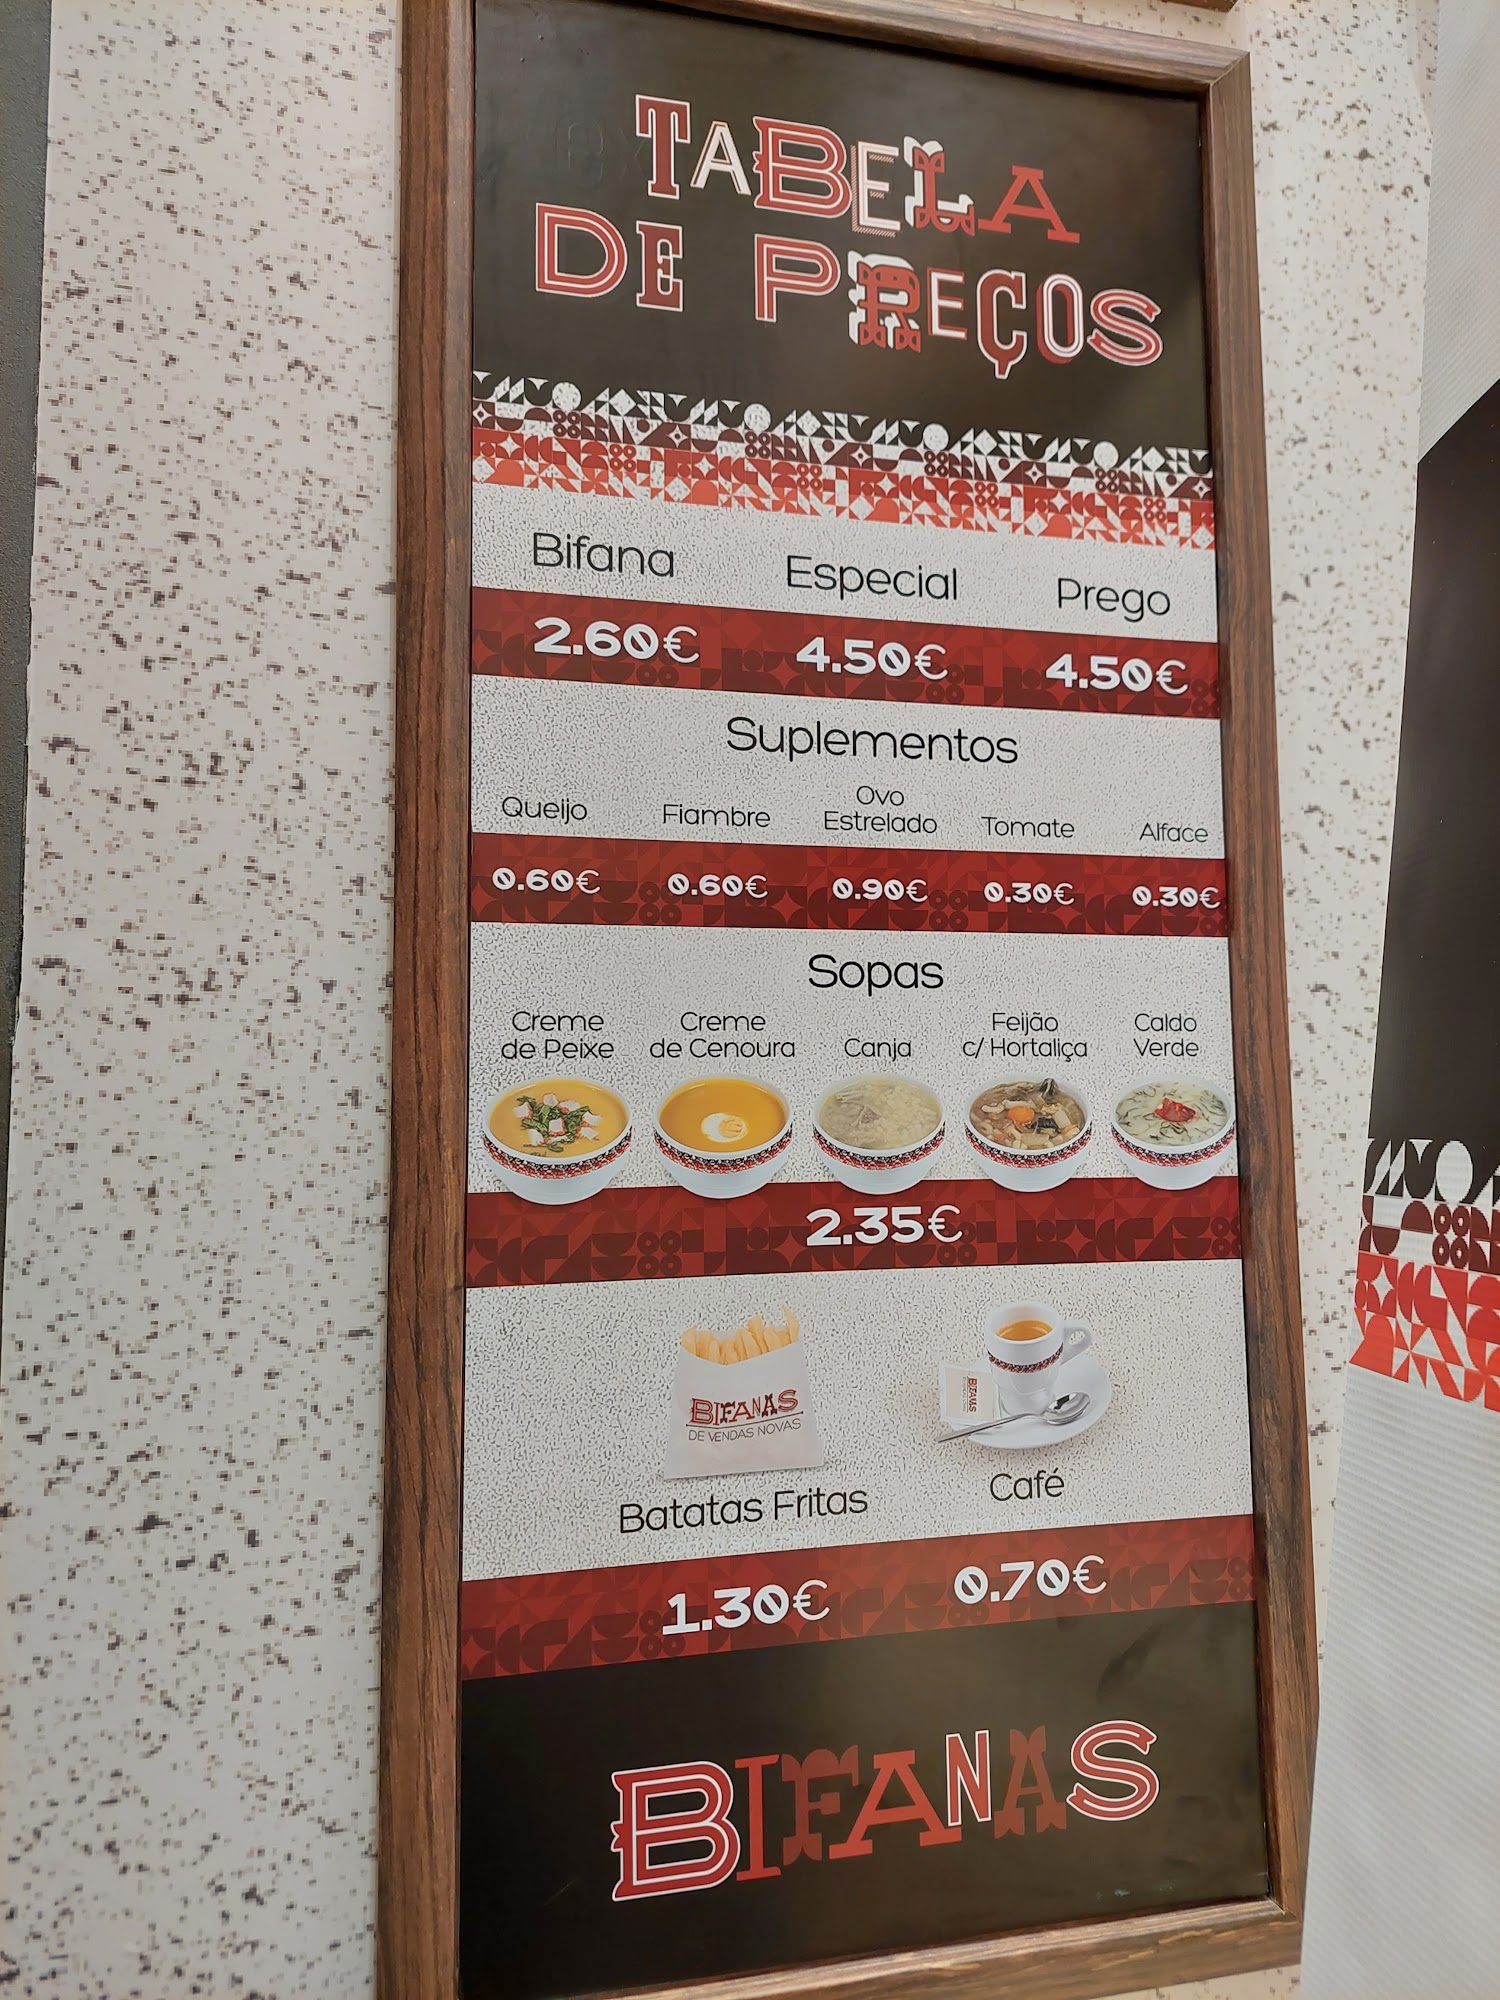 TABELA
DE PREÇOS
Bifana Especial Prego
2.60€ 4.50€ 4.50€
Suplementos
Queijo Fiambre Ovo Estrelado Tomate Alface
0.60€ 0.60€ 0.90€ 0.30€ 0.30€
Sopas
Creme de Peixe Creme de Cenoura Canja Feijão c/ Hortaliça Caldo Verde
2.35€
BIFANAS
DE VENDAS NOVAS
BIFANAS
Batatas Fritas Café
1.30€ 0.70€
BIFANAS